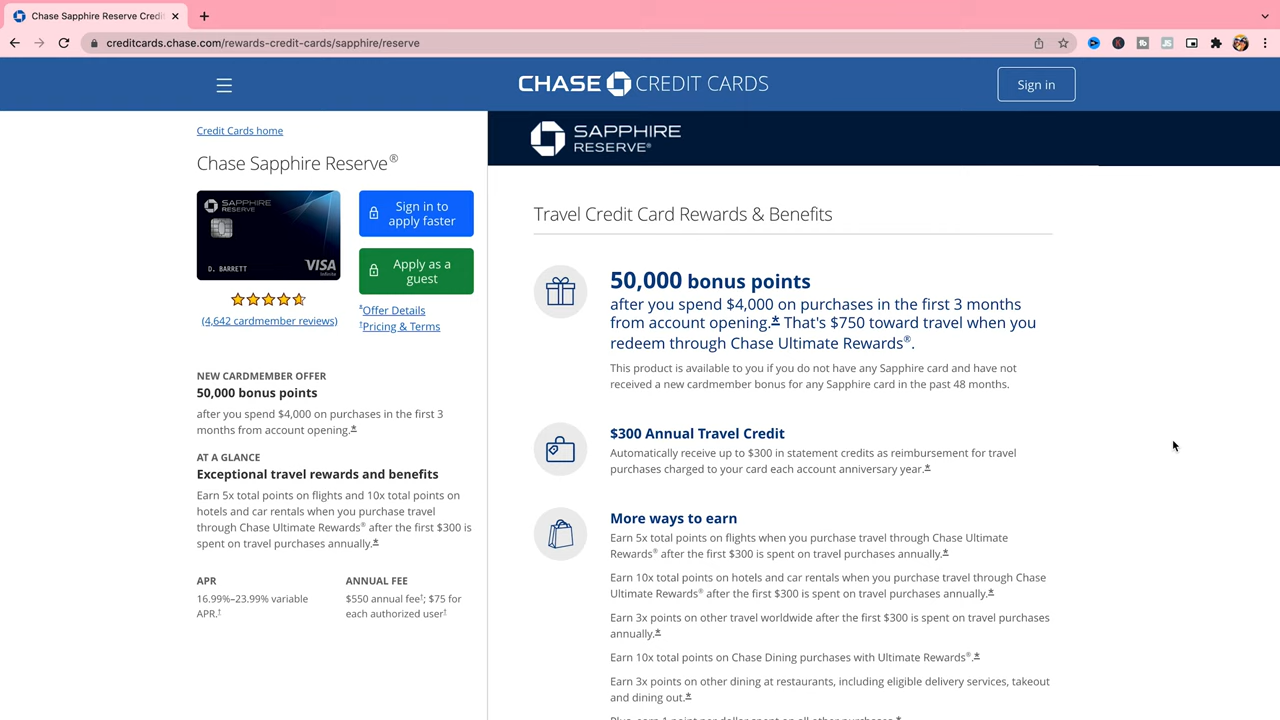 Chase Sapphire Reserve Credi
creditcards.chase.com/rewards-credit-cards/sapphire/reserve
CHASE CREDIT CARDS
Sign in
Credit Cards home
Chase Sapphire Reserve®
SAPPHIRE
RESERVE
D. BARRETT
VISA
Infinite
Sign in to
apply faster
Apply as a
guest
(4,642 cardmember reviews)
*Offer Details
†Pricing & Terms
NEW CARDMEMBER OFFER
50,000 bonus points
after you spend $4,000 on purchases in the first 3
months from account opening.*
AT A GLANCE
Exceptional travel rewards and benefits
Earn 5x total points on flights and 10x total points on
hotels and car rentals when you purchase travel
through Chase Ultimate Rewards® after the first $300 is
spent on travel purchases annually.*
APR
16.99%–23.99% variable
APR.†
ANNUAL FEE
$550 annual fee†; $75 for
each authorized user†
SAPPHIRE
RESERVE®
Travel Credit Card Rewards & Benefits
50,000 bonus points
after you spend $4,000 on purchases in the first 3 months
from account opening.* That's $750 toward travel when you
redeem through Chase Ultimate Rewards®.
This product is available to you if you do not have any Sapphire card and have not
received a new cardmember bonus for any Sapphire card in the past 48 months.
$300 Annual Travel Credit
Automatically receive up to $300 in statement credits as reimbursement for travel
purchases charged to your card each account anniversary year.*
More ways to earn
Earn 5x total points on flights when you purchase travel through Chase Ultimate
Rewards® after the first $300 is spent on travel purchases annually.*
Earn 10x total points on hotels and car rentals when you purchase travel through Chase
Ultimate Rewards® after the first $300 is spent on travel purchases annually.*
Earn 3x points on other travel worldwide after the first $300 is spent on travel purchases
annually.*
Earn 10x total points on Chase Dining purchases with Ultimate Rewards®.*
Earn 3x points on other dining at restaurants, including eligible delivery services, takeout
and dining out.*
Plus, earn 1 point per dollar spent on all other purchases.*